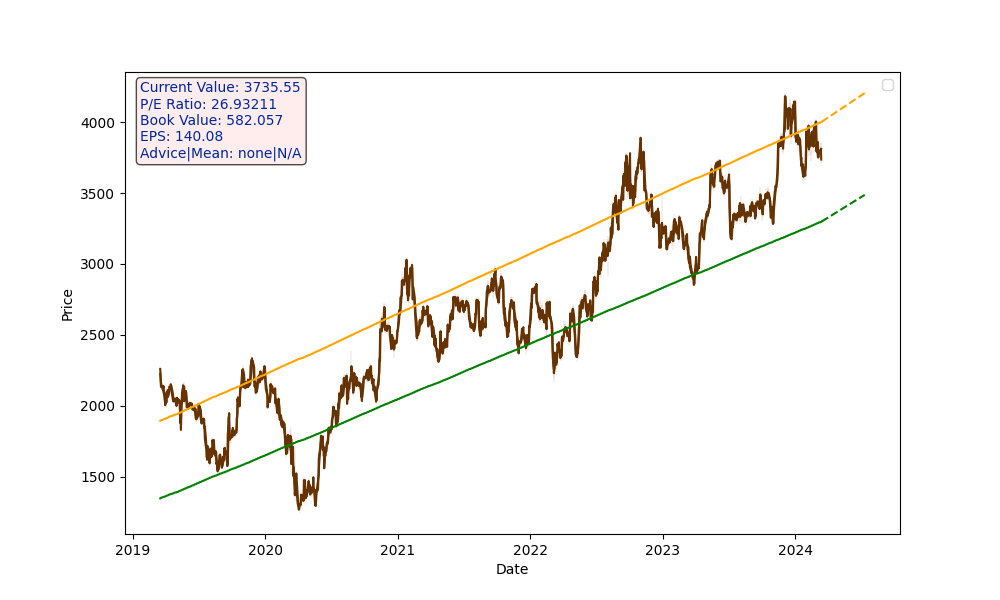 Current Value: 3735.55
P/E Ratio: 26.93211
Book Value: 582.057
EPS: 140.08
Advice|Mean: none|N/A
4000
3500
3000
2500
2000
1500
Price
2019 2020 2021 2022 2023 2024
Date